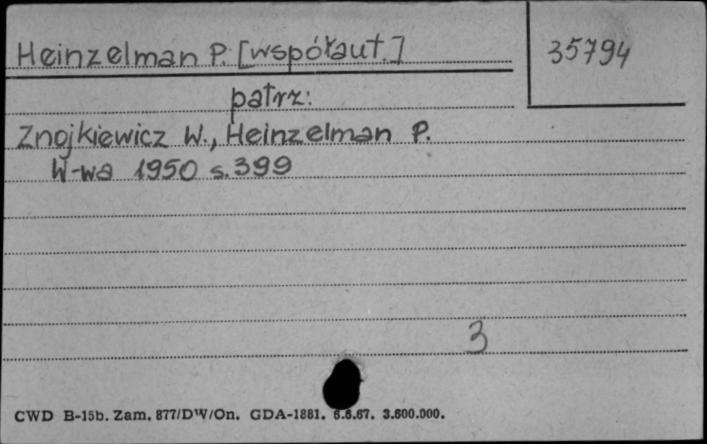 Heinzelman P. [współaut.]
35794
patrz:
Znojkiewicz W., Heinzelman P.
W-wa 1950 s. 399
3
CWD B-15b. Zam. 877/DW/On. GDA-1881. 6.6.67. 3.600.000.